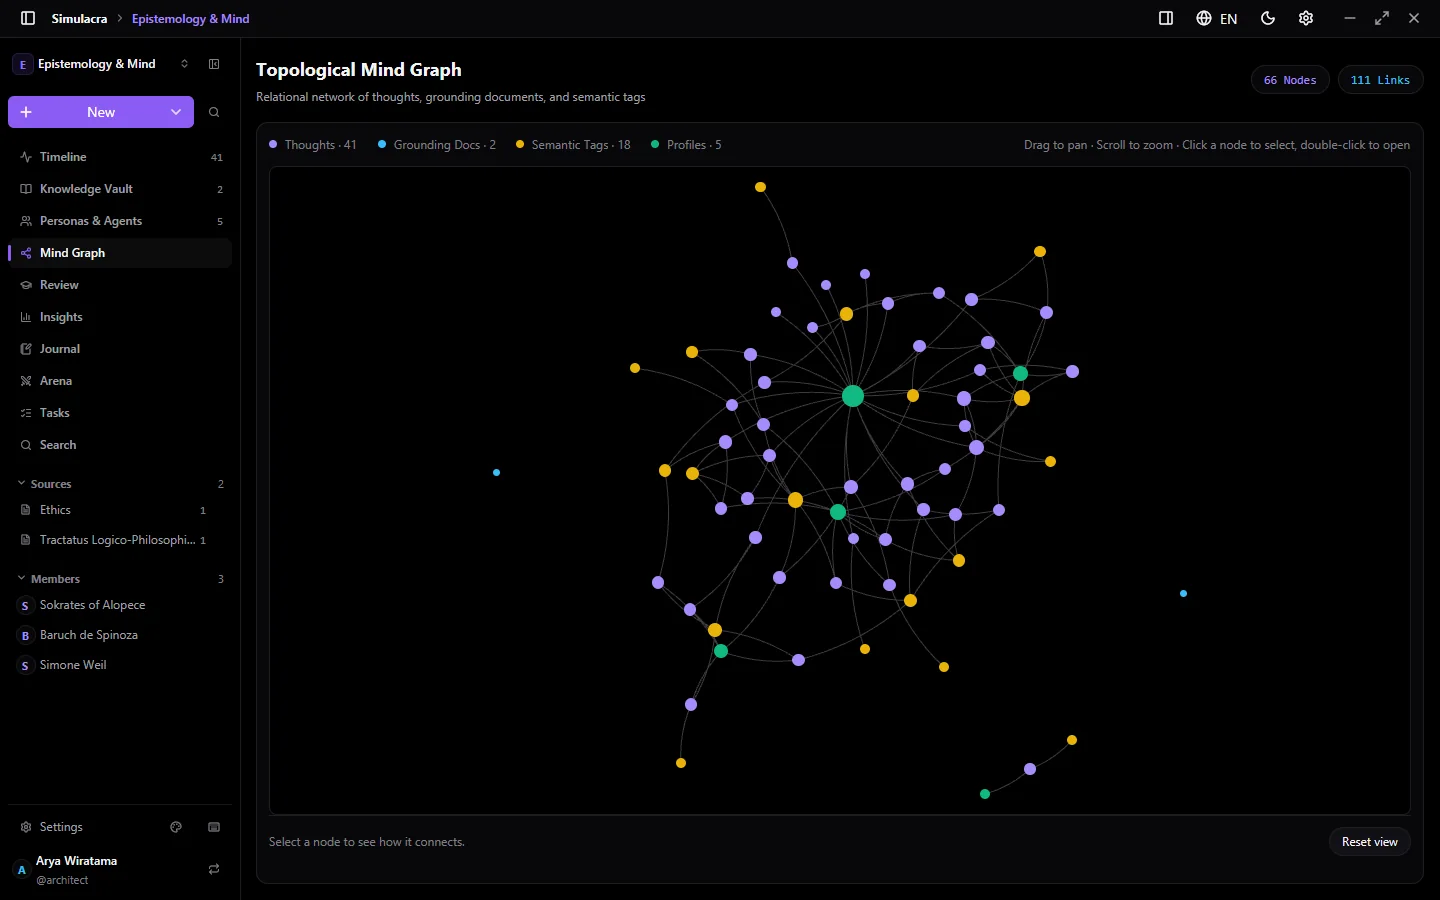 Simulacra > Epistemology & Mind
EN
E Epistemology & Mind
New
Timeline 41
Knowledge Vault 2
Personas & Agents 5
Mind Graph
Review
Insights
Journal
Arena
Tasks
Search
Sources 2
Ethics 1
Tractatus Logico-Philosophi... 1
Members 3
S Sokrates of Alopece
B Baruch de Spinoza
S Simone Weil
Settings
A Arya Wiratama
@architect
Topological Mind Graph
Relational network of thoughts, grounding documents, and semantic tags
66 Nodes
111 Links
Thoughts · 41
Grounding Docs · 2
Semantic Tags · 18
Profiles · 5
Drag to pan · Scroll to zoom · Click a node to select, double-click to open
Select a node to see how it connects.
Reset view